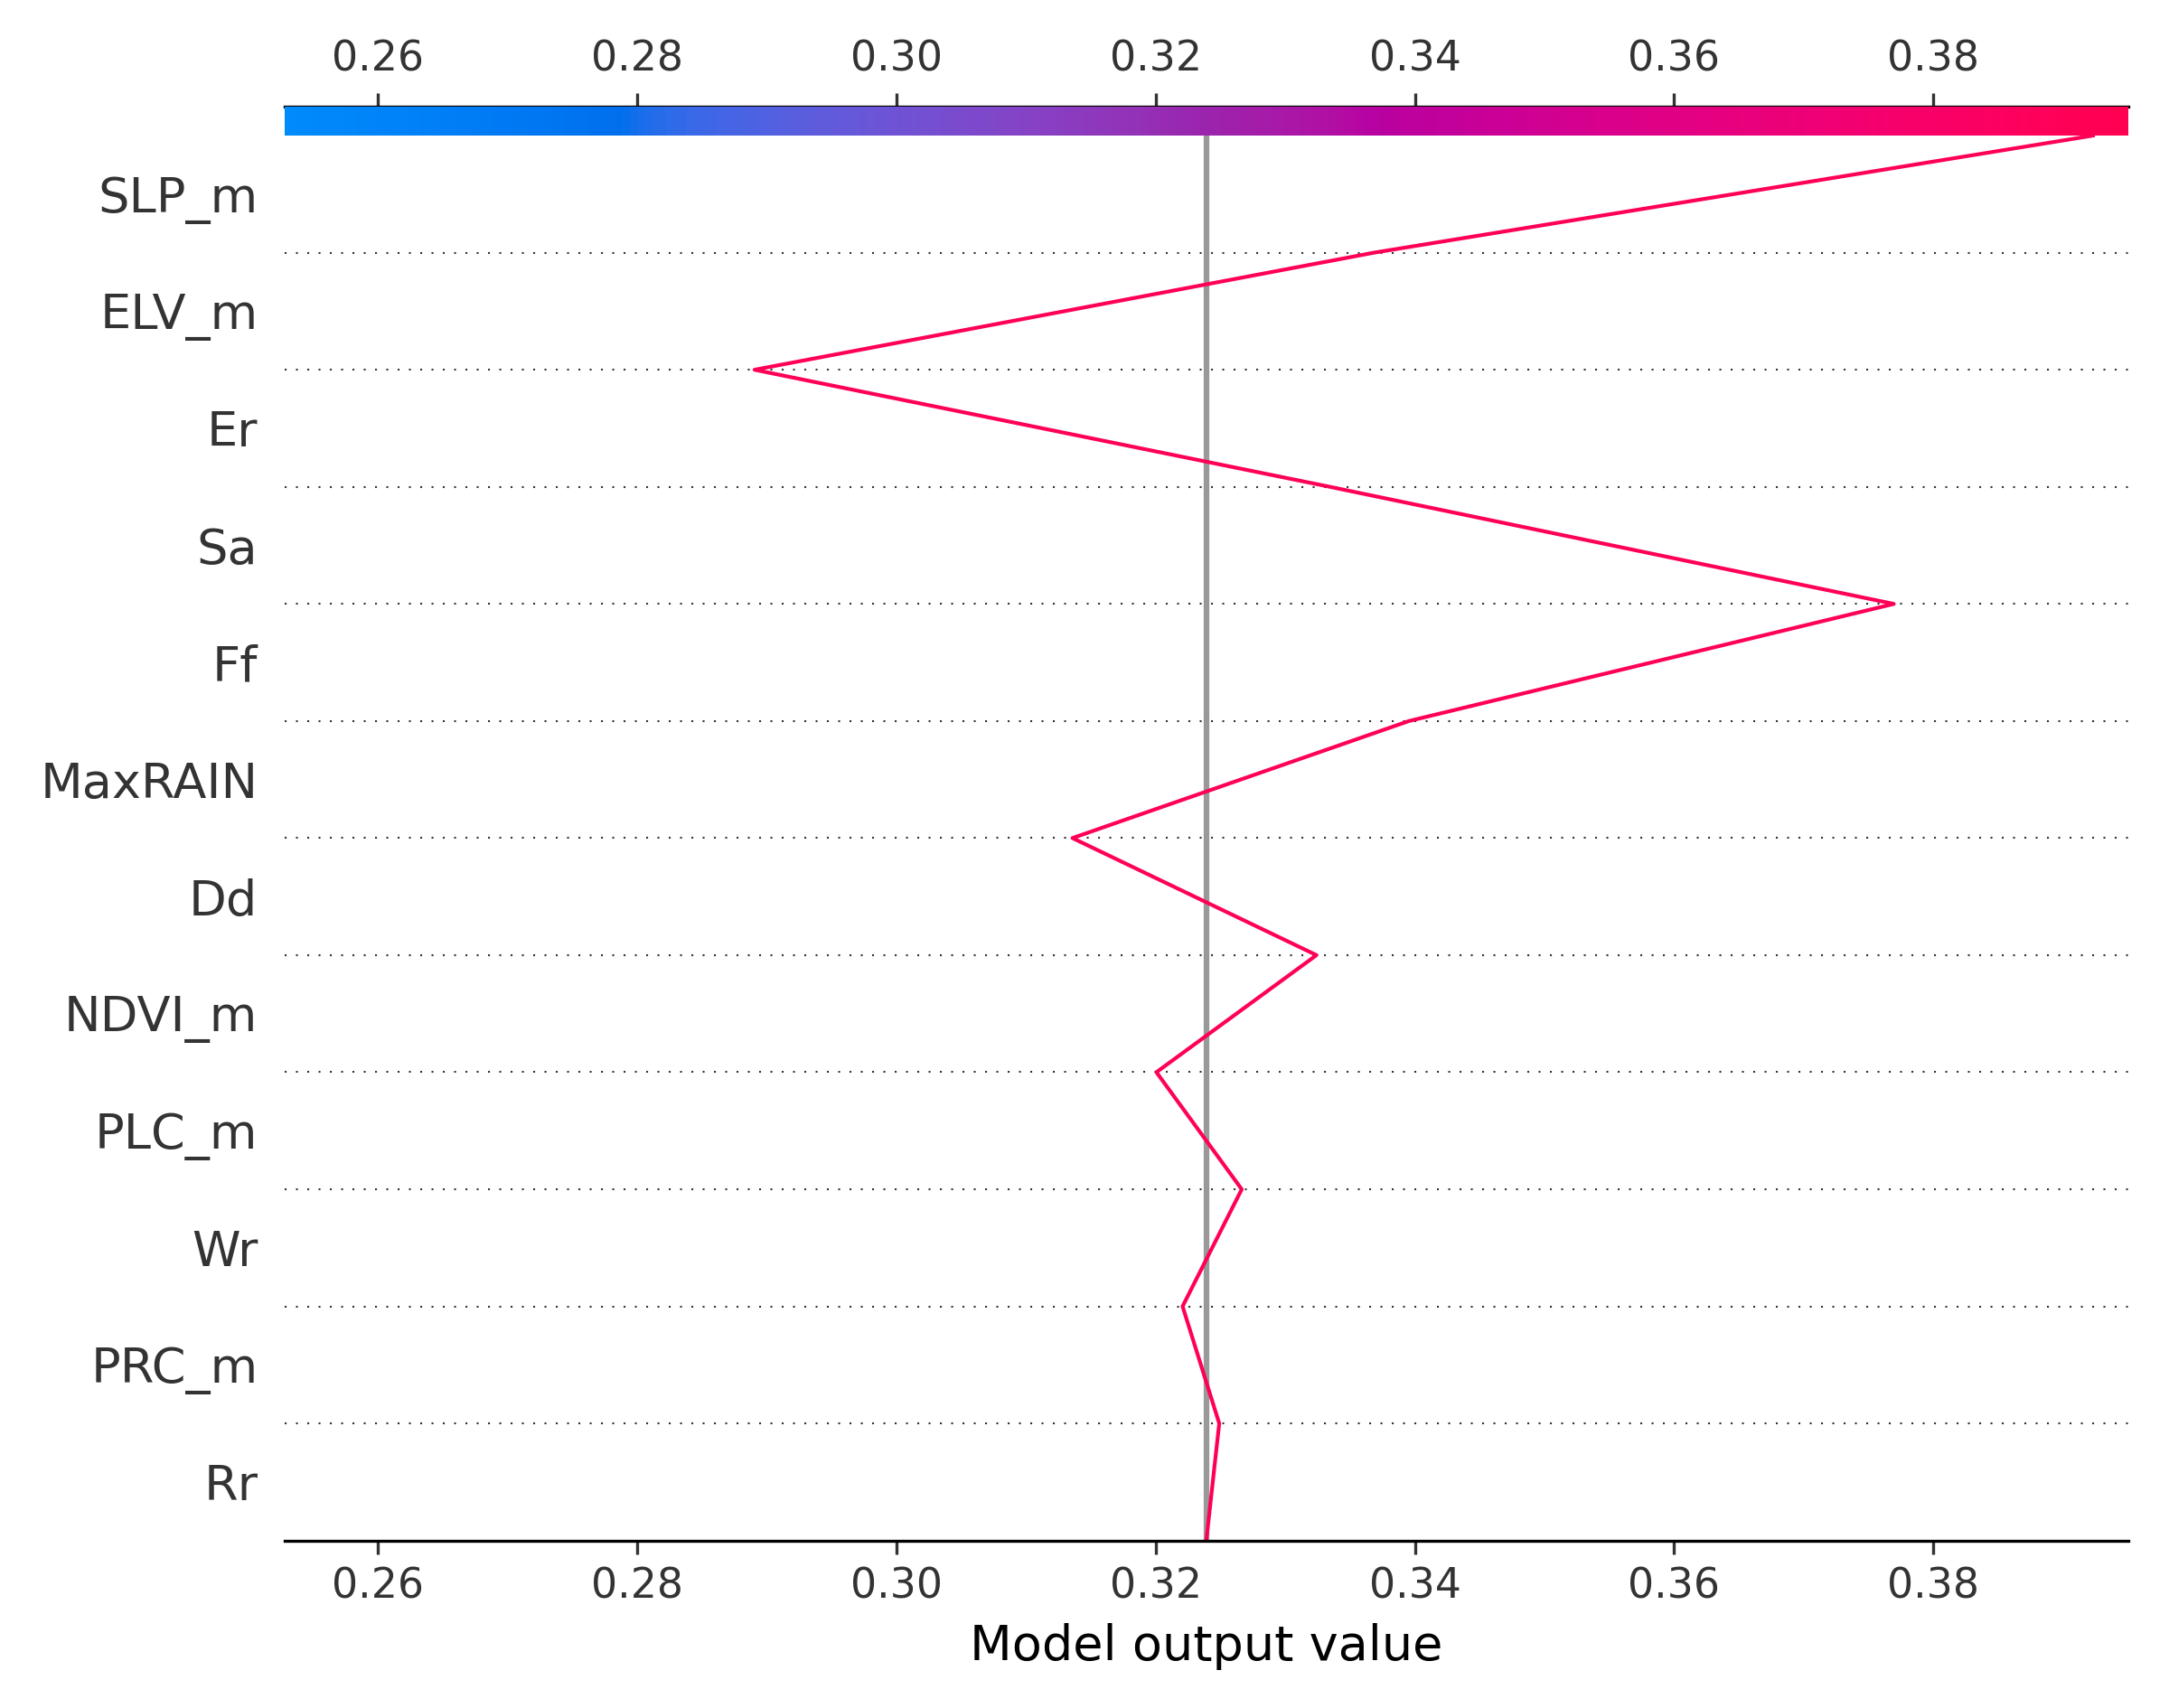 0.26 0.28 0.30 0.32 0.34 0.36 0.38
SLP_m
ELV_m
Er
Sa
Ff
MaxRAIN
Dd
NDVI_m
PLC_m
Wr
PRC_m
Rr
0.26 0.28 0.30 0.32 0.34 0.36 0.38
Model output value